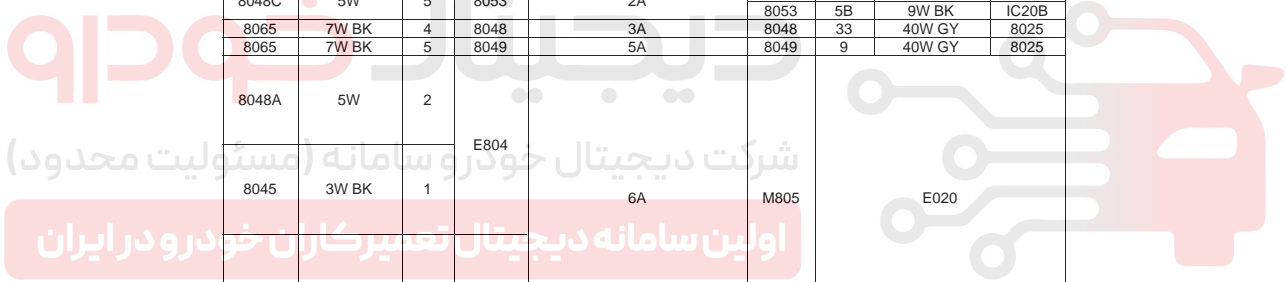 8048C 5W 5 8053 2A
8053 5B 9W BK IC20B
8065 7W BK 4 8048 3A 8048 33 40W GY 8025
8065 7W BK 5 8049 5A 8049 9 40W GY 8025
دیجیتال خودرو
8048A 5W 2
E804
شرکت دیجیتال خودرو سامانه (مسئولیت محدود)
8045 3W BK 1
6A M805 E020
اولین سامانه دیجیتال تعمیرکاران خودرو در ایران